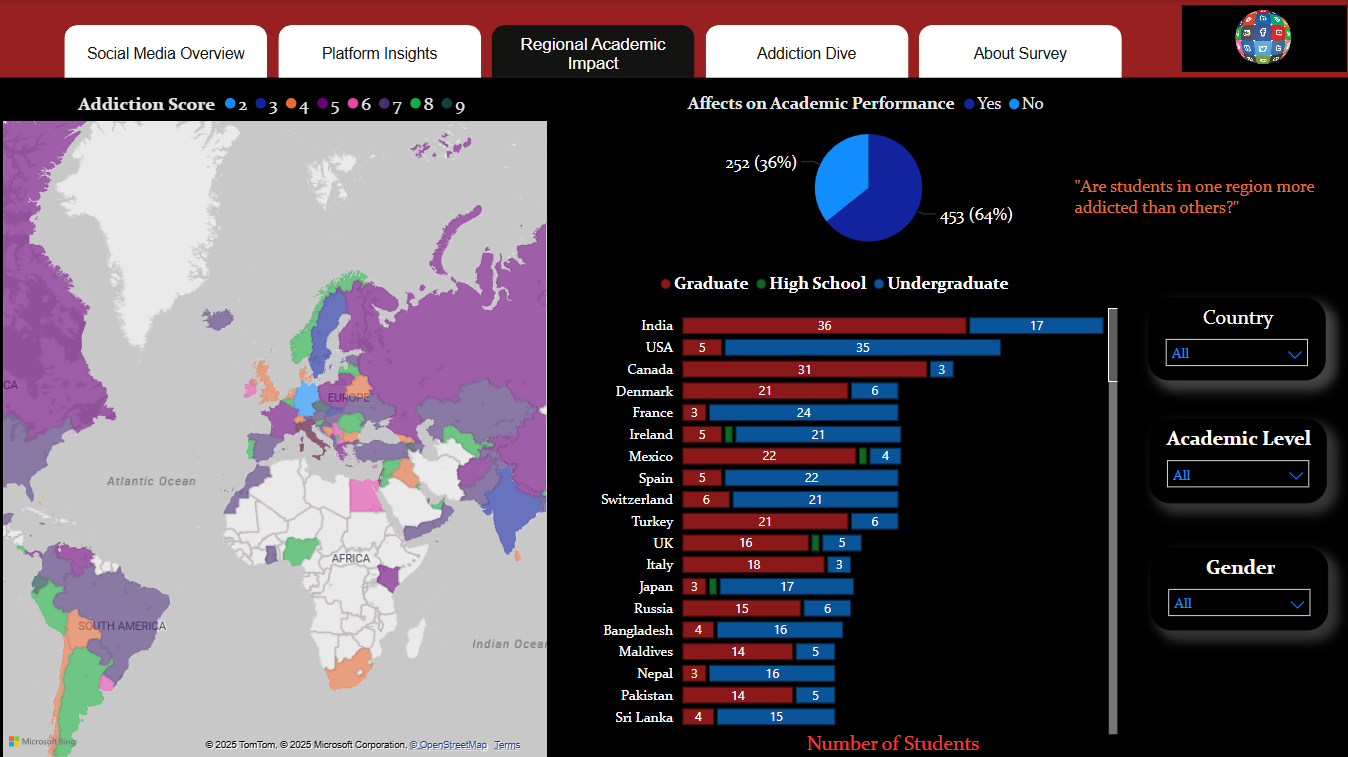 Social Media Overview
Platform Insights
Regional Academic
Impact
Addiction Dive
About Survey
Addiction Score 2 3 4 5 6 7 8 9
CA
EUROPE
Atlantic Ocean
AFRICA
SOUTH AMERICA
Indian Ocean
Microsoft Bing
© 2025 TomTom, © 2025 Microsoft Corporation, © OpenStreetMap Terms
Affects on Academic Performance Yes No
252 (36%)
453 (64%)
"Are students in one region more
addicted than others?"
Graduate High School Undergraduate
India 36 17
USA 5 35
Canada 31 3
Denmark 21 6
France 3 24
Ireland 5 21
Mexico 22 4
Spain 5 22
Switzerland 6 21
Turkey 21 6
UK 16 5
Italy 18 3
Japan 3 17
Russia 15 6
Bangladesh 4 16
Maldives 14 5
Nepal 3 16
Pakistan 14 5
Sri Lanka 4 15
Number of Students
Country
All
Academic Level
All
Gender
All